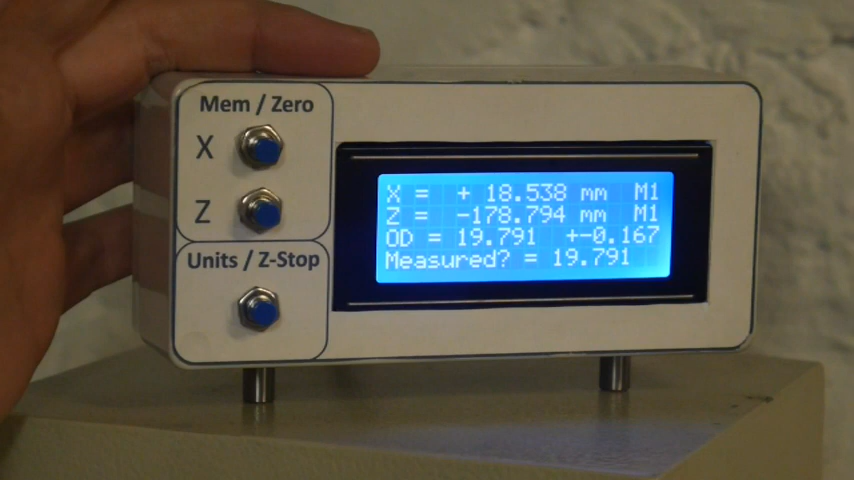 Mem / Zero
X
Z
Units / Z-Stop
X = + 18.538 mm M1
Z = -178.794 mm M1
OD = 19.791 +-0.167
Measured? = 19.791